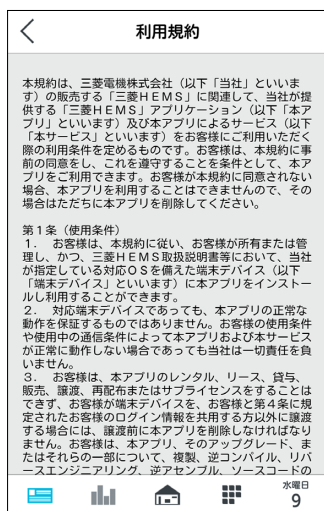 利用規約
本規約は、三菱電機株式会社（以下「当社」といいま
す）の販売する「三菱ＨＥＭＳ」に関連して、当社が提
供する「三菱ＨＥＭＳ」アプリケーション（以下「本ア
プリ」といいます）及び本アプリによるサービス（以下
「本サービス」といいます）をお客様にご利用いただく
際の利用条件を定めるものです。お客様は、本規約に事
前の同意をし、これを遵守することを条件として、本ア
プリをご利用できます。お客様が本規約に同意されない
場合、本アプリを利用することはできませんので、その
場合はただちに本アプリを削除してください。
第１条（使用条件）
１．　お客様は、本規約に従い、お客様が所有または管
理し、かつ、三菱ＨＥＭＳ取扱説明書等において、当社
が指定している対応ＯＳを備えた端末デバイス（以下
「端末デバイス」といいます）に本アプリをインストー
ルし利用することができます。
２．　対応端末デバイスであっても、本アプリの正常な
動作を保証するものではありません。お客様の使用条件
や使用中の通信条件によって本アプリおよび本サービス
が正常に動作しない場合であっても当社は一切責任を負
いません。
３．　お客様は、本アプリのレンタル、リース、貸与、
販売、譲渡、再配布またはサブライセンスをすることは
できず、お客様が端末デバイスを、お客様と第４条に規
定されたお客様のログイン情報を共用する方以外に譲渡
する場合には、譲渡前に本アプリを削除しなければなり
ません。お客様は、本アプリ、そのアップグレード、ま
たはそれらの一部について、複製、逆コンパイル、リバ
ースエンジニアリング、逆アセンブル、ソースコードの
水曜日
9